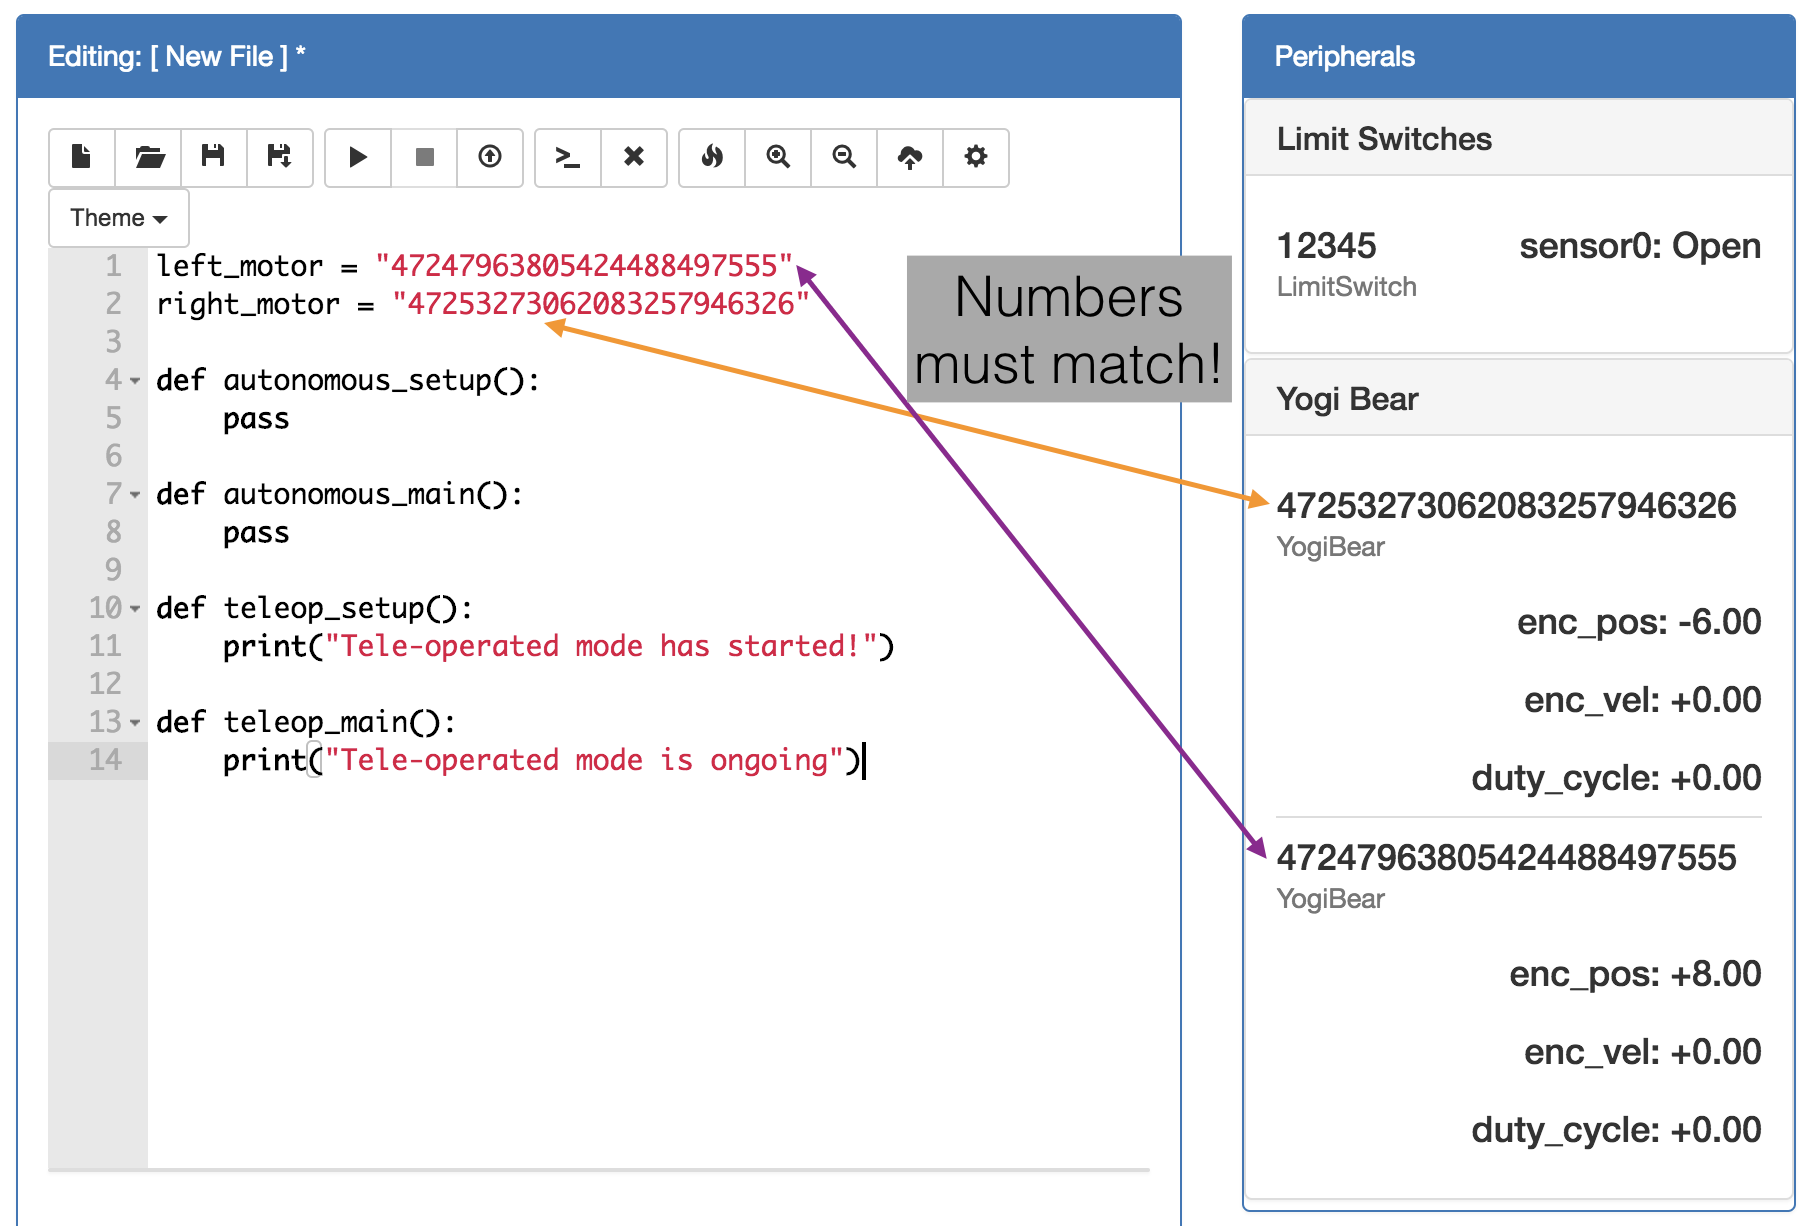 Editing: [ New File ] *
Theme
1 left_motor = "47247963805424488497555"
2 right_motor = "47253273062083257946326"
3
4 def autonomous_setup():
5     pass
6
7 def autonomous_main():
8     pass
9
10 def teleop_setup():
11     print("Tele-operated mode has started!")
12
13 def teleop_main():
14     print("Tele-operated mode is ongoing")
Numbers
must match!
Peripherals
Limit Switches
12345 sensor0: Open
LimitSwitch
Yogi Bear
47253273062083257946326
YogiBear
enc_pos: -6.00
enc_vel: +0.00
duty_cycle: +0.00
47247963805424488497555
YogiBear
enc_pos: +8.00
enc_vel: +0.00
duty_cycle: +0.00